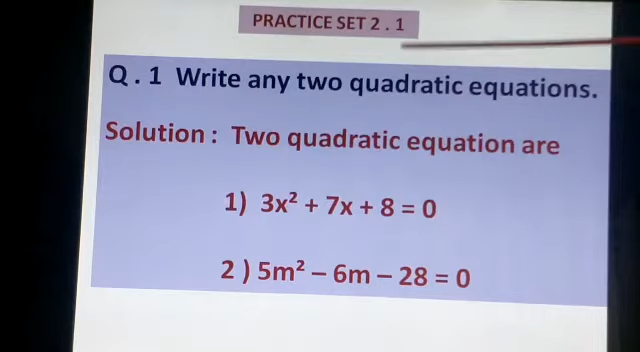 PRACTICE SET 2 . 1
Q . 1 Write any two quadratic equations.
Solution : Two quadratic equation are
1) 3x² + 7x + 8 = 0
2 ) 5m² – 6m – 28 = 0